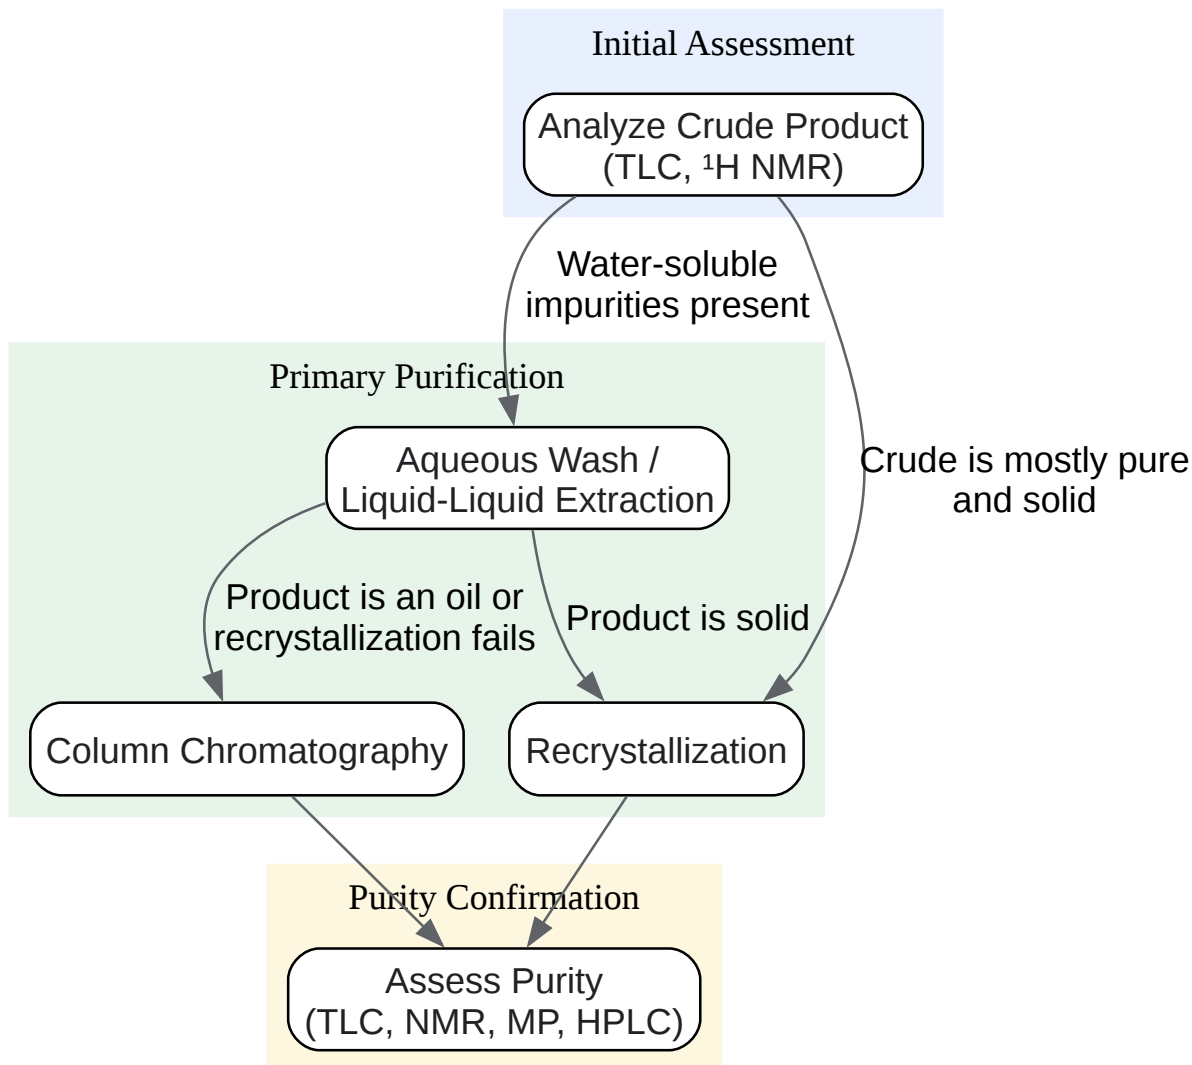 Initial Assessment
Analyze Crude Product
(TLC, ¹H NMR)
Water-soluble
impurities present
Primary Purification
Aqueous Wash /
Liquid-Liquid Extraction
Crude is mostly pure
and solid
Product is an oil or
recrystallization fails
Product is solid
Column Chromatography
Recrystallization
Purity Confirmation
Assess Purity
(TLC, NMR, MP, HPLC)